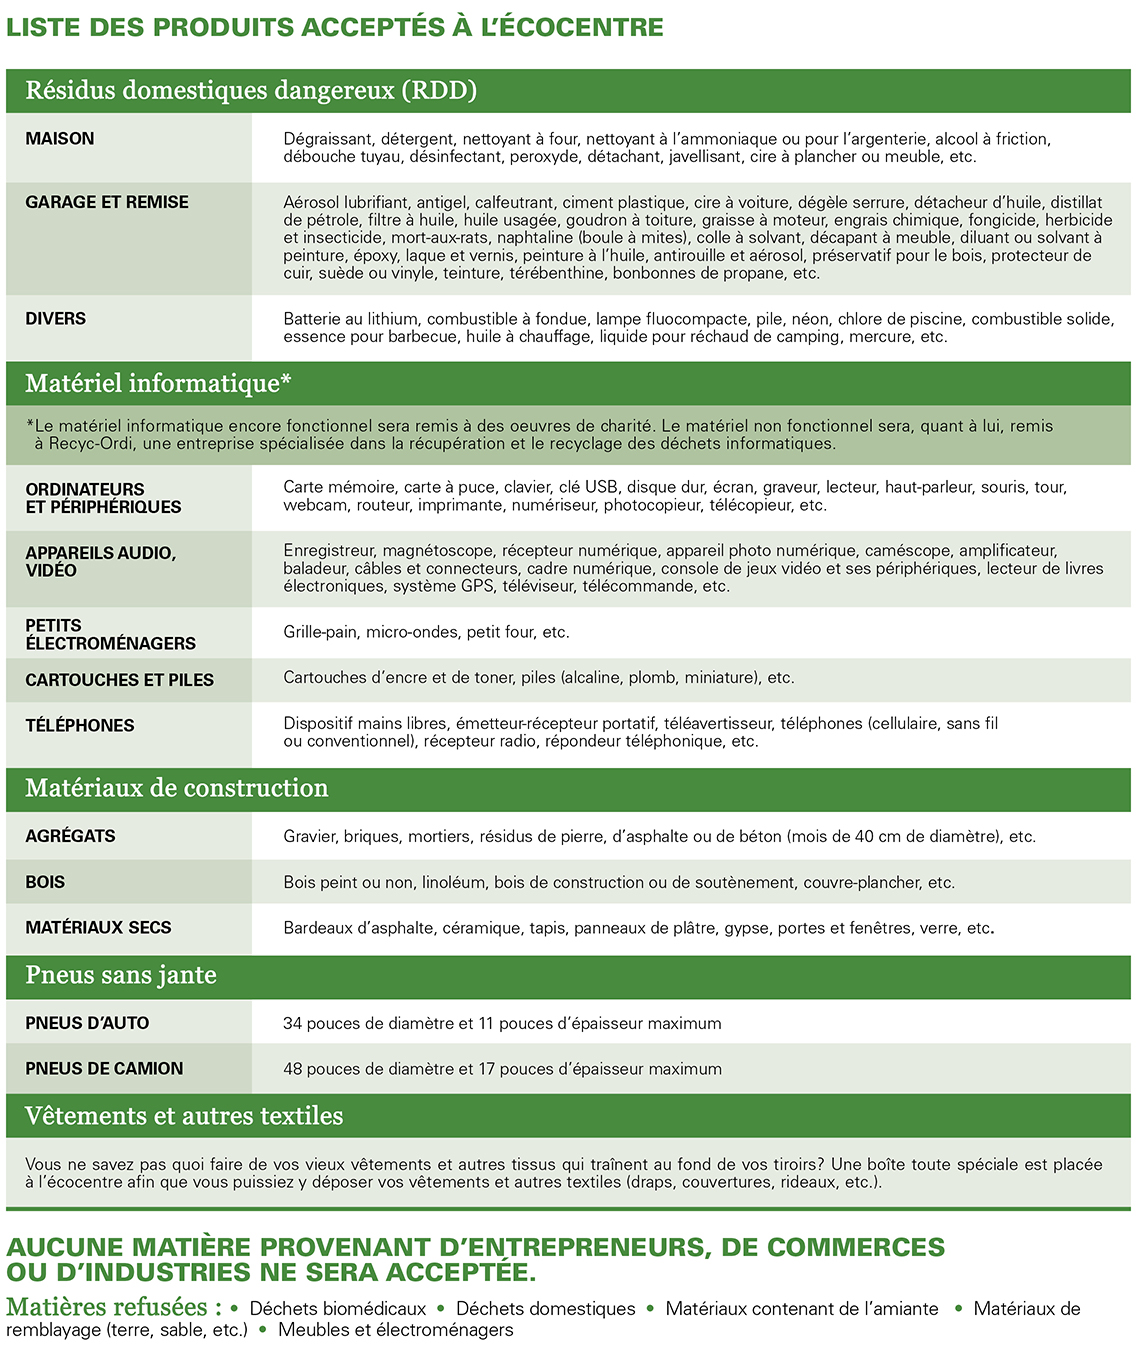 LISTE DES PRODUITS ACCEPTÉS À L’ÉCOCENTRE
Résidus domestiques dangereux (RDD)
MAISON
Dégraissant, détergent, nettoyant à four, nettoyant à l’ammoniaque ou pour l’argenterie, alcool à friction,
débouche tuyau, désinfectant, peroxyde, détachant, javellisant, cire à plancher ou meuble, etc.
GARAGE ET REMISE
Aérosol lubrifiant, antigel, calfeutrant, ciment plastique, cire à voiture, dégèle serrure, détacheur d’huile, distillat
de pétrole, filtre à huile, huile usagée, goudron à toiture, graisse à moteur, engrais chimique, fongicide, herbicide
et insecticide, mort-aux-rats, naphtaline (boule à mites), colle à solvant, décapant à meuble, diluant ou solvant à
peinture, époxy, laque et vernis, peinture à l’huile, antirouille et aérosol, préservatif pour le bois, protecteur de
cuir, suède ou vinyle, teinture, térébenthine, bonbonnes de propane, etc.
DIVERS
Batterie au lithium, combustible à fondue, lampe fluocompacte, pile, néon, chlore de piscine, combustible solide,
essence pour barbecue, huile à chauffage, liquide pour réchaud de camping, mercure, etc.
Matériel informatique*
*Le matériel informatique encore fonctionnel sera remis à des oeuvres de charité. Le matériel non fonctionnel sera, quant à lui, remis
à Recyc-Ordi, une entreprise spécialisée dans la récupération et le recyclage des déchets informatiques.
ORDINATEURS
ET PÉRIPHÉRIQUES
Carte mémoire, carte à puce, clavier, clé USB, disque dur, écran, graveur, lecteur, haut-parleur, souris, tour,
webcam, routeur, imprimante, numériseur, photocopieur, télécopieur, etc.
APPAREILS AUDIO,
VIDÉO
Enregistreur, magnétoscope, récepteur numérique, appareil photo numérique, caméscope, amplificateur,
baladeur, câbles et connecteurs, cadre numérique, console de jeux vidéo et ses périphériques, lecteur de livres
électroniques, système GPS, téléviseur, télécommande, etc.
PETITS
ÉLECTROMÉNAGERS
Grille-pain, micro-ondes, petit four, etc.
CARTOUCHES ET PILES
Cartouches d’encre et de toner, piles (alcaline, plomb, miniature), etc.
TÉLÉPHONES
Dispositif mains libres, émetteur-récepteur portatif, téléavertisseur, téléphones (cellulaire, sans fil
ou conventionnel), récepteur radio, répondeur téléphonique, etc.
Matériaux de construction
AGRÉGATS
Gravier, briques, mortiers, résidus de pierre, d’asphalte ou de béton (mois de 40 cm de diamètre), etc.
BOIS
Bois peint ou non, linoléum, bois de construction ou de soutènement, couvre-plancher, etc.
MATÉRIAUX SECS
Bardeaux d’asphalte, céramique, tapis, panneaux de plâtre, gypse, portes et fenêtres, verre, etc.
Pneus sans jante
PNEUS D’AUTO
34 pouces de diamètre et 11 pouces d’épaisseur maximum
PNEUS DE CAMION
48 pouces de diamètre et 17 pouces d’épaisseur maximum
Vêtements et autres textiles
Vous ne savez pas quoi faire de vos vieux vêtements et autres tissus qui traînent au fond de vos tiroirs? Une boîte toute spéciale est placée
à l’écocentre afin que vous puissiez y déposer vos vêtements et autres textiles (draps, couvertures, rideaux, etc.).
AUCUNE MATIÈRE PROVENANT D’ENTREPRENEURS, DE COMMERCES
OU D’INDUSTRIES NE SERA ACCEPTÉE.
Matières refusées : • Déchets biomédicaux • Déchets domestiques • Matériaux contenant de l’amiante • Matériaux de
remblayage (terre, sable, etc.) • Meubles et électroménagers